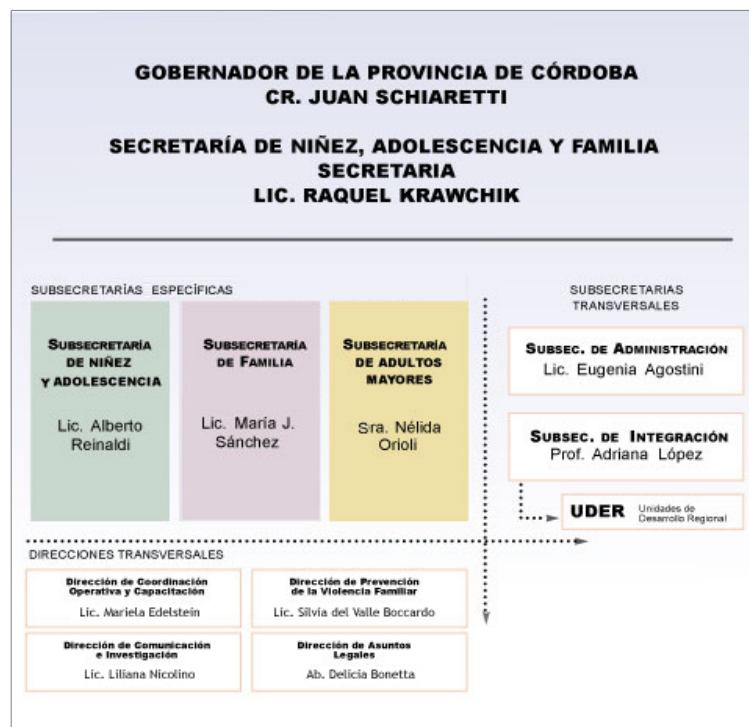 GOBERNADOR DE LA PROVINCIA DE CÓRDOBA
CR. JUAN SCHIARETTI
SECRETARÍA DE NIÑEZ, ADOLESCENCIA Y FAMILIA
SECRETARIA
LIC. RAQUEL KRAWCHIK
SUBSECRETARÍAS ESPECÍFICAS
SUBSECRETARÍA
DE NIÑEZ
Y ADOLESCENCIA
Lic. Alberto
Reinaldi
SUBSECRETARÍA
DE FAMILIA
Lic. María J.
Sánchez
SUBSECRETARÍA
DE ADULTOS
MAYORES
Sra. Nélida
Orioli
SUBSECRETARIAS
TRANSVERSALES
SUBSEC. DE ADMINISTRACIÓN
Lic. Eugenia Agostini
SUBSEC. DE INTEGRACIÓN
Prof. Adriana López
UDER
Unidades de
Desarrollo Regional
DIRECCIONES TRANSVERSALES
Dirección de Coordinación
Operativa y Capacitación
Lic. Mariela Edelstein
Dirección de Prevención
de la Violencia Familiar
Lic. Silvia del Valle Boccardo
Dirección de Comunicación
e Investigación
Lic. Liliana Nicolino
Dirección de Asuntos
Legales
Ab. Delicia Bonetta